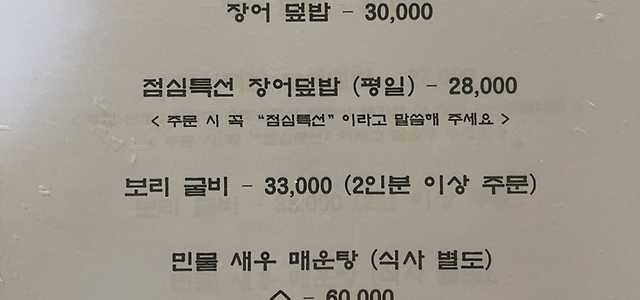 장어 덮밥 - 30,000
점심특선 장어덮밥 (평일) - 28,000
< 주문 시 꼭 "점심특선" 이라고 말씀해 주세요 >
보리 굴비 - 33,000 (2인분 이상 주문)
민물 새우 매운탕 (식사 별도)
- 60,000